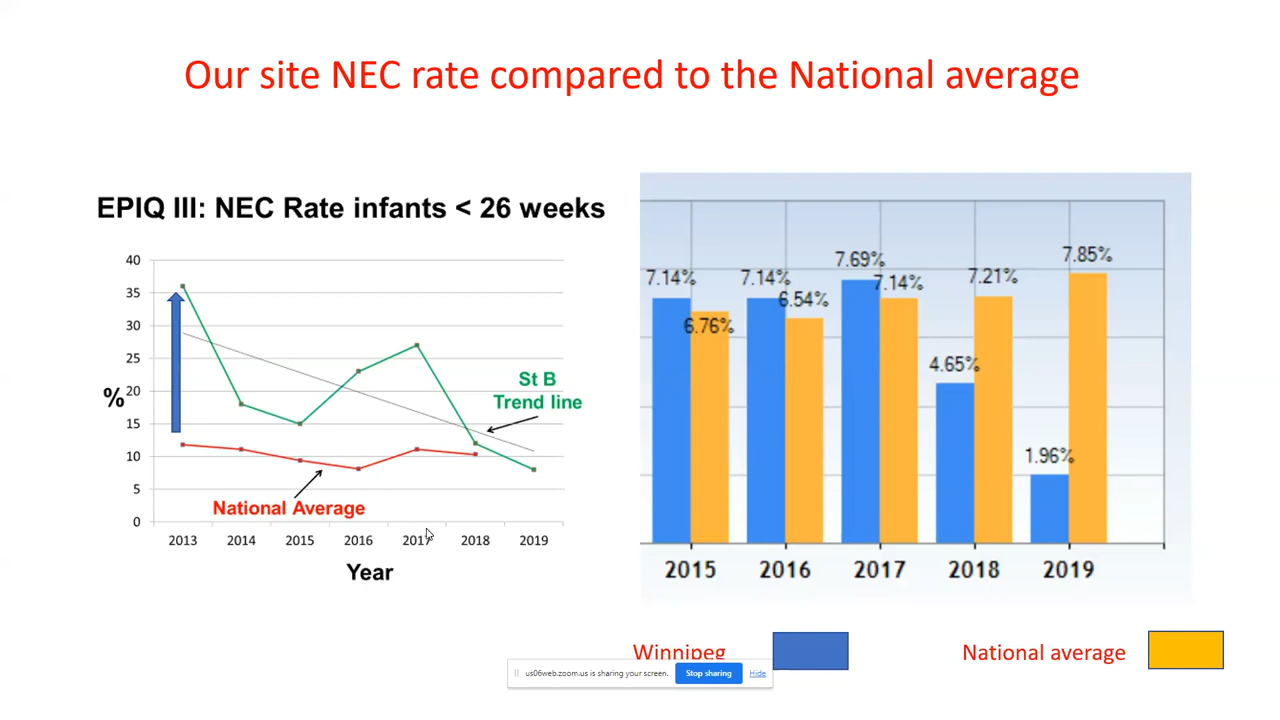 Our site NEC rate compared to the National average
EPIQ III: NEC Rate infants < 26 weeks
40
35
30
25
20
15
10
5
0
%
St B
Trend line
National Average
2013 2014 2015 2016 2017 2018 2019
Year
7.14% 6.76% 7.14% 6.54% 7.69% 7.14% 4.65% 7.21% 1.96% 7.85%
2015 2016 2017 2018 2019
Winnipeg National average
us06web.zoom.us is sharing your screen. Stop sharing Hide